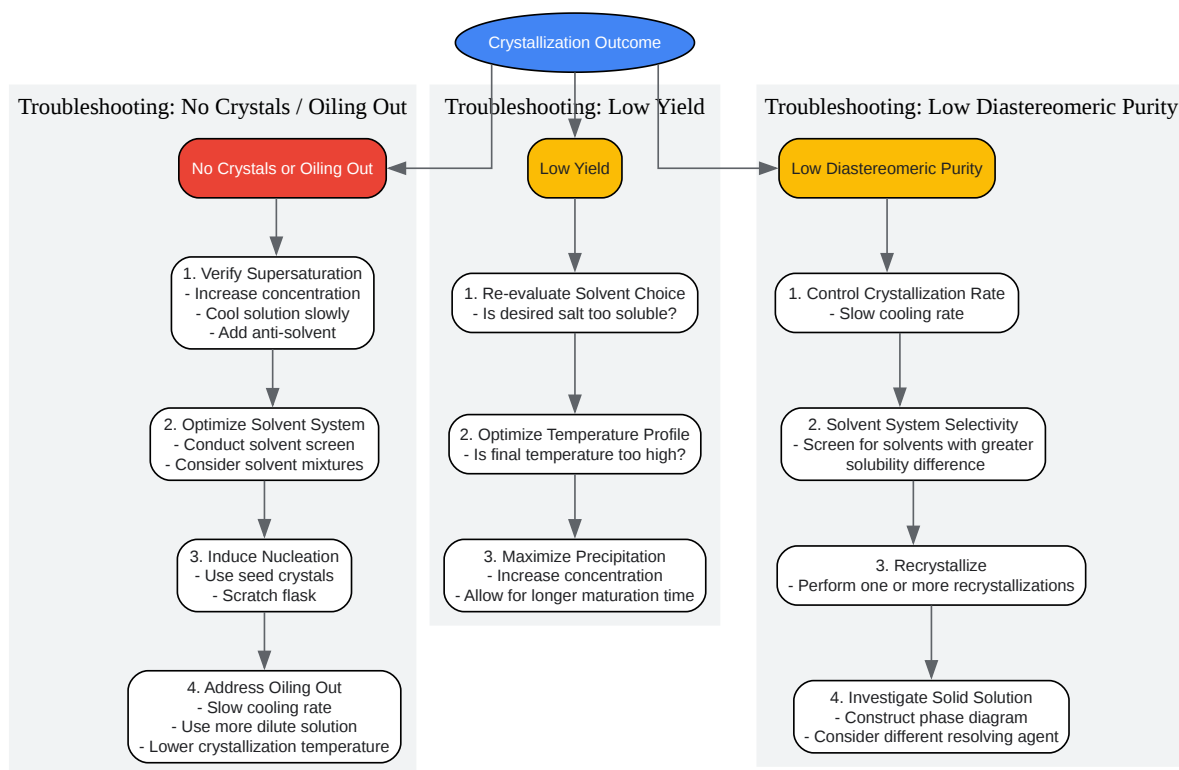 Crystallization Outcome
Troubleshooting: No Crystals / Oiling Out
No Crystals or Oiling Out
1. Verify Supersaturation
- Increase concentration
- Cool solution slowly
- Add anti-solvent
2. Optimize Solvent System
- Conduct solvent screen
- Consider solvent mixtures
3. Induce Nucleation
- Use seed crystals
- Scratch flask
4. Address Oiling Out
- Slow cooling rate
- Use more dilute solution
- Lower crystallization temperature
Troubleshooting: Low Yield
Low Yield
1. Re-evaluate Solvent Choice
- Is desired salt too soluble?
2. Optimize Temperature Profile
- Is final temperature too high?
3. Maximize Precipitation
- Increase concentration
- Allow for longer maturation time
Troubleshooting: Low Diastereomeric Purity
Low Diastereomeric Purity
1. Control Crystallization Rate
- Slow cooling rate
2. Solvent System Selectivity
- Screen for solvents with greater
solubility difference
3. Recrystallize
- Perform one or more recrystallizations
4. Investigate Solid Solution
- Construct phase diagram
- Consider different resolving agent